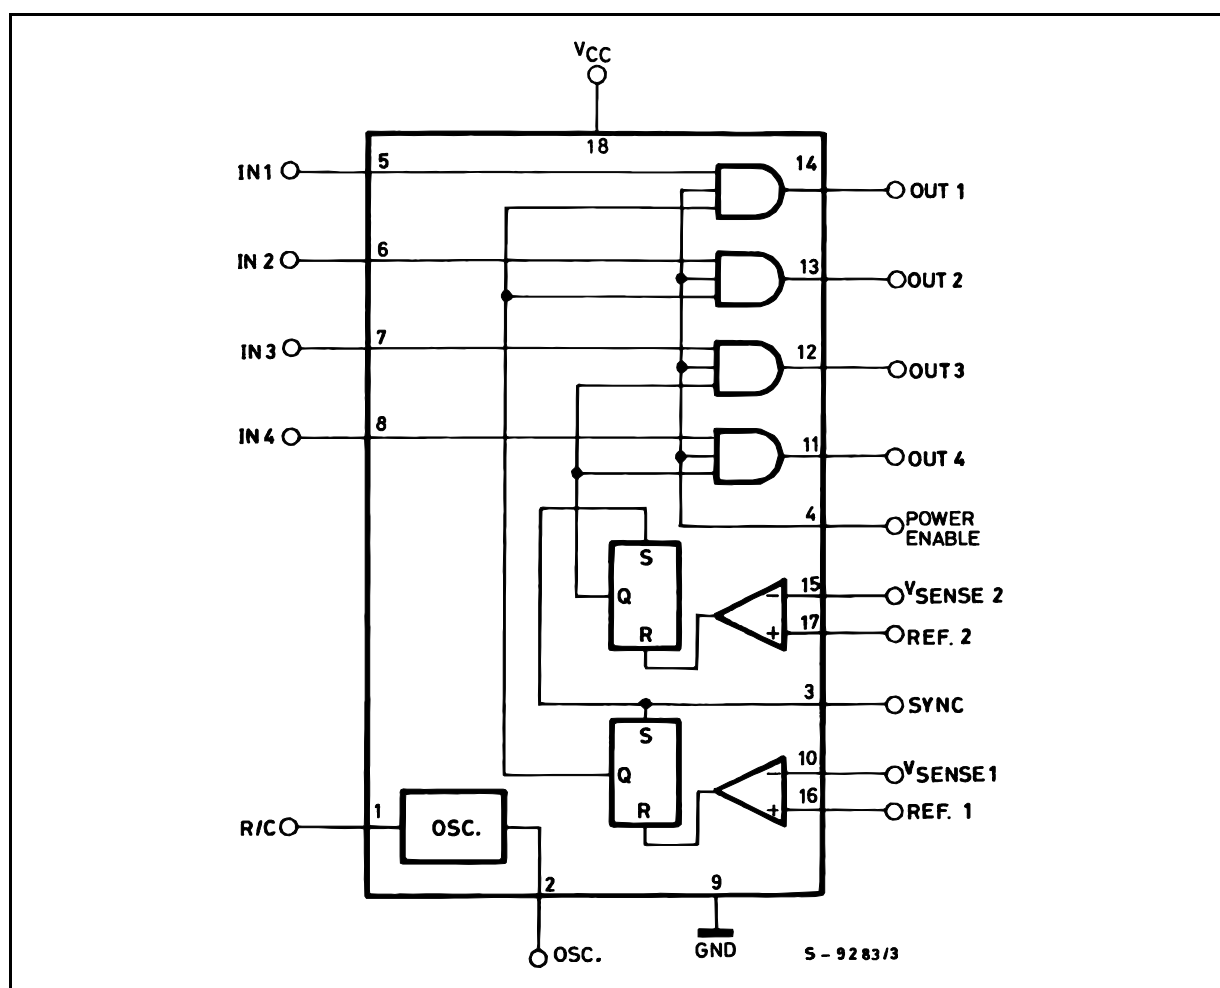 VCC
18
IN1
5
14
OUT 1
IN 2
6
13
OUT 2
IN 3
7
12
OUT 3
IN 4
8
11
OUT 4
4
POWER
ENABLE
S
Q
R
15
VSENSE 2
-
+
17
REF. 2
3
SYNC
S
Q
R
10
VSENSE1
-
+
16
REF. 1
R/C
1
OSC.
2
9
OSC.
GND
S - 9283/3